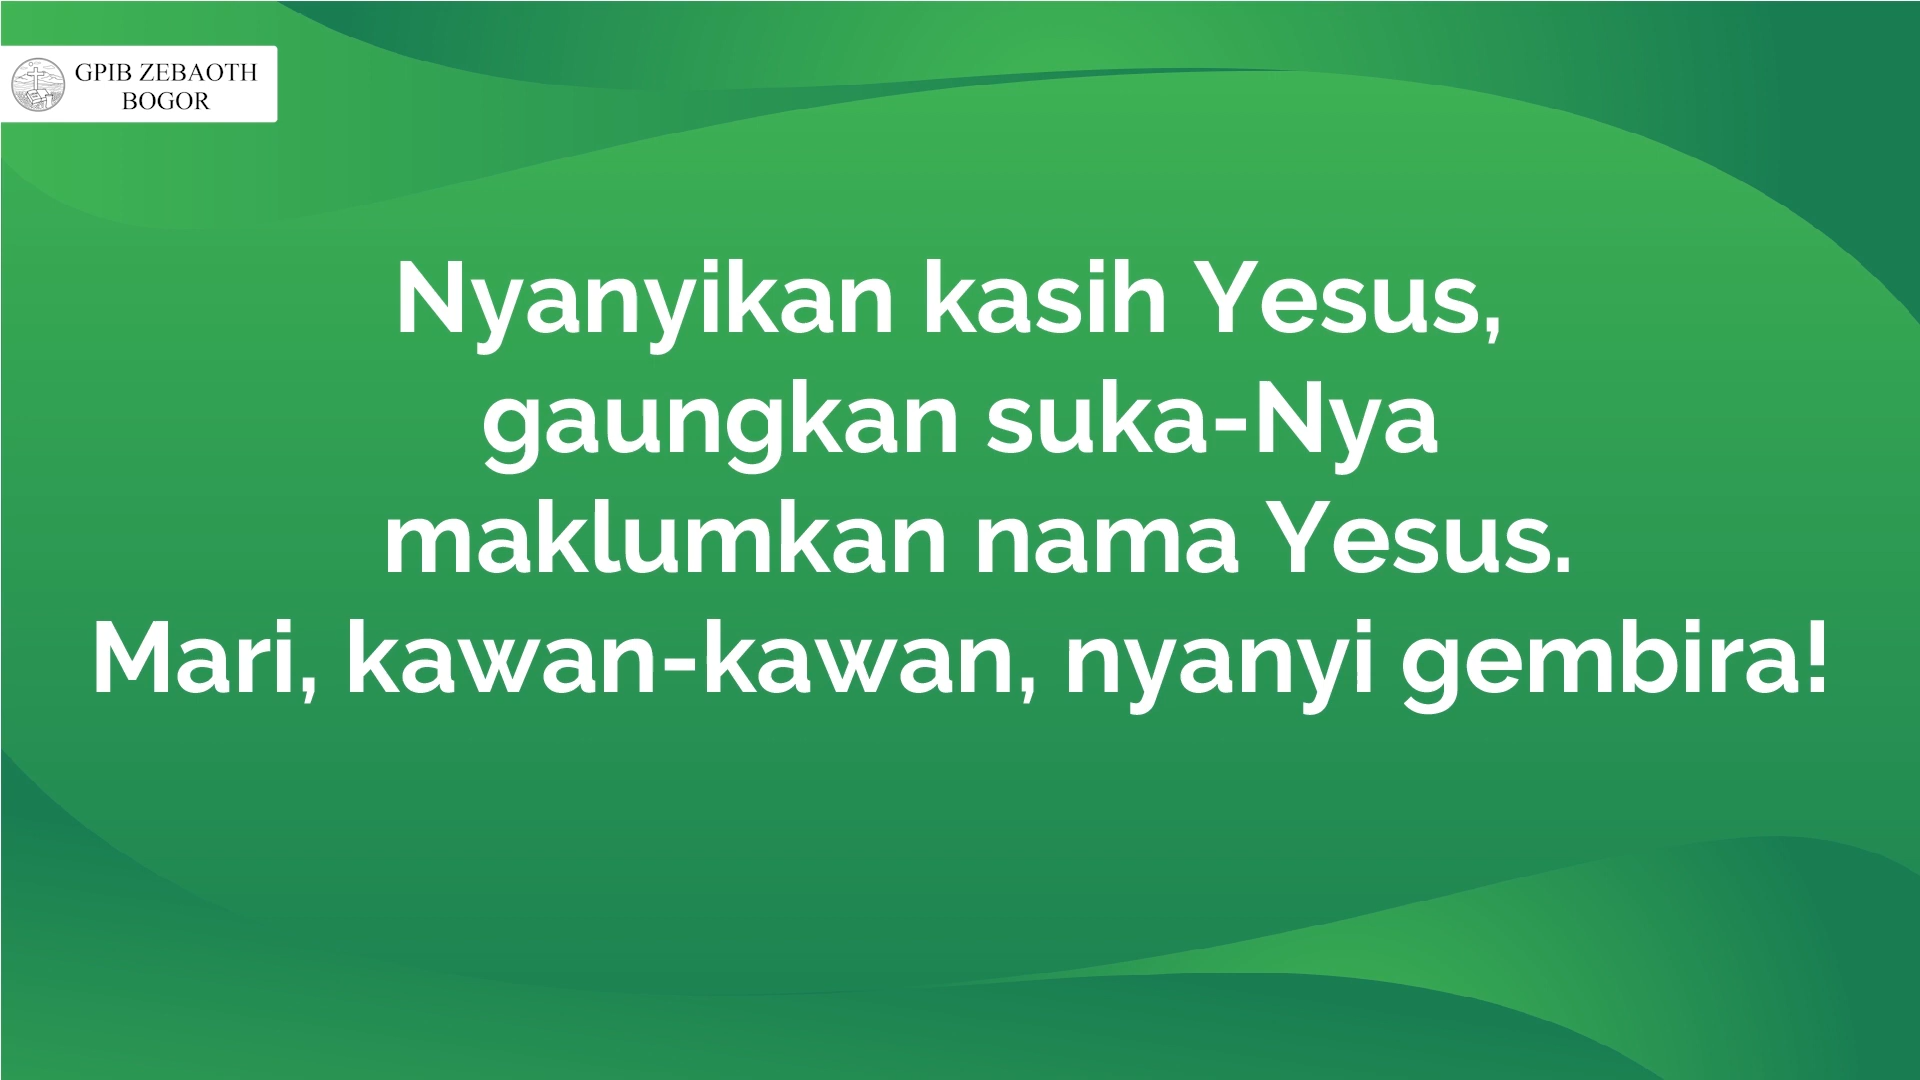 GPIB ZEBAOTH
BOGOR
Nyanyikan kasih Yesus,
gaungkan suka-Nya
maklumkan nama Yesus.
Mari, kawan-kawan, nyanyi gembira!